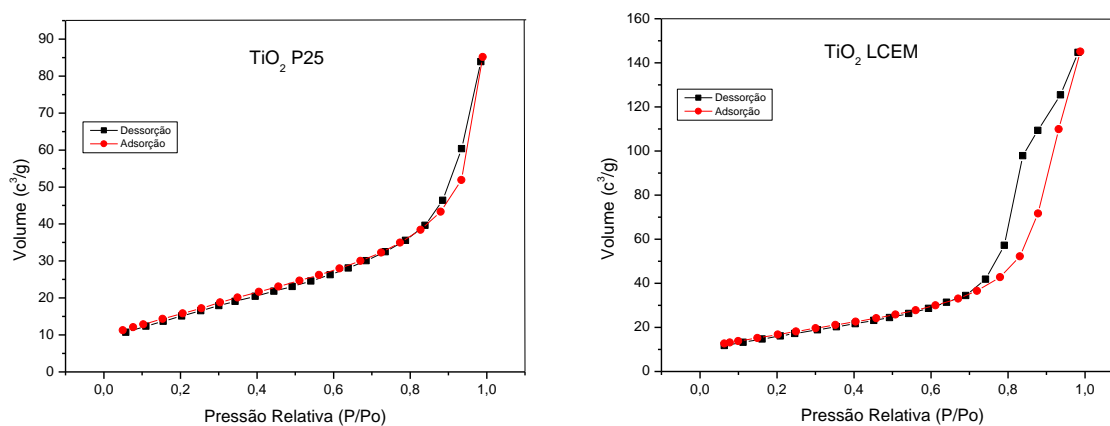 TiO2 P25
Dessorção
Adsorção
Volume (c³/g)
90
80
70
60
50
40
30
20
10
0
0,0 0,2 0,4 0,6 0,8 1,0
Pressão Relativa (P/Po)
TiO2 LCEM
Dessorção
Adsorção
Volume (c³/g)
160
140
120
100
80
60
40
20
0
0,0 0,2 0,4 0,6 0,8 1,0
Pressão Relativa (P/Po)